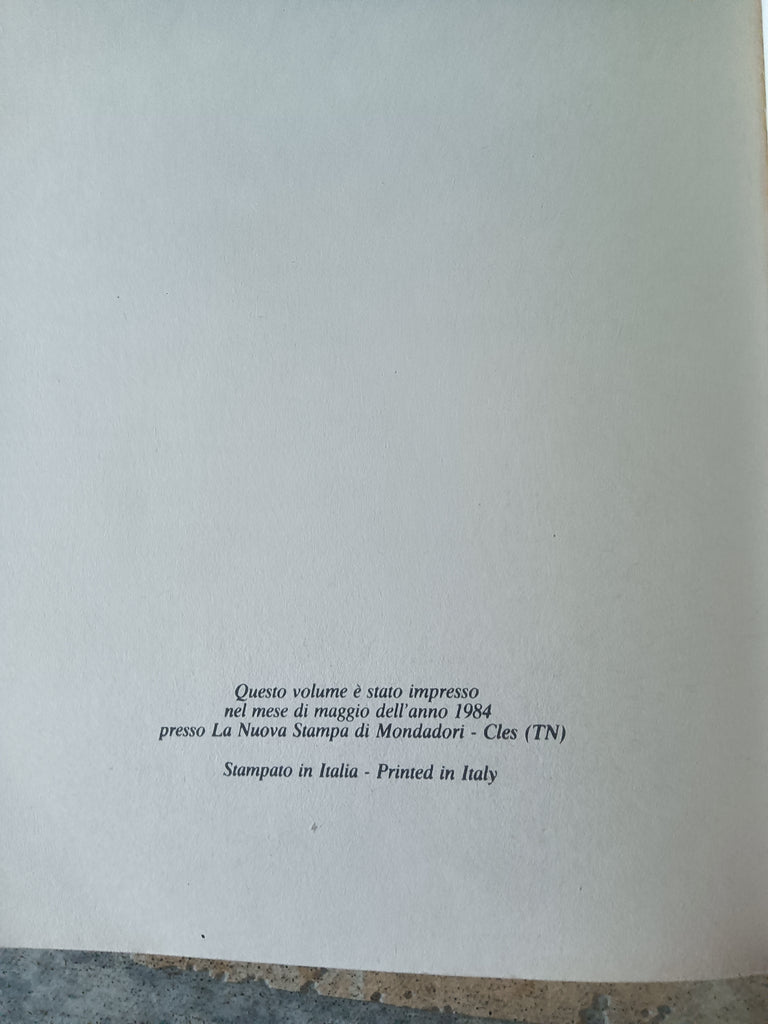 Questo volume è stato impresso
nel mese di maggio dell'anno 1984
presso La Nuova Stampa di Mondadori - Cles (TN)
Stampato in Italia - Printed in Italy